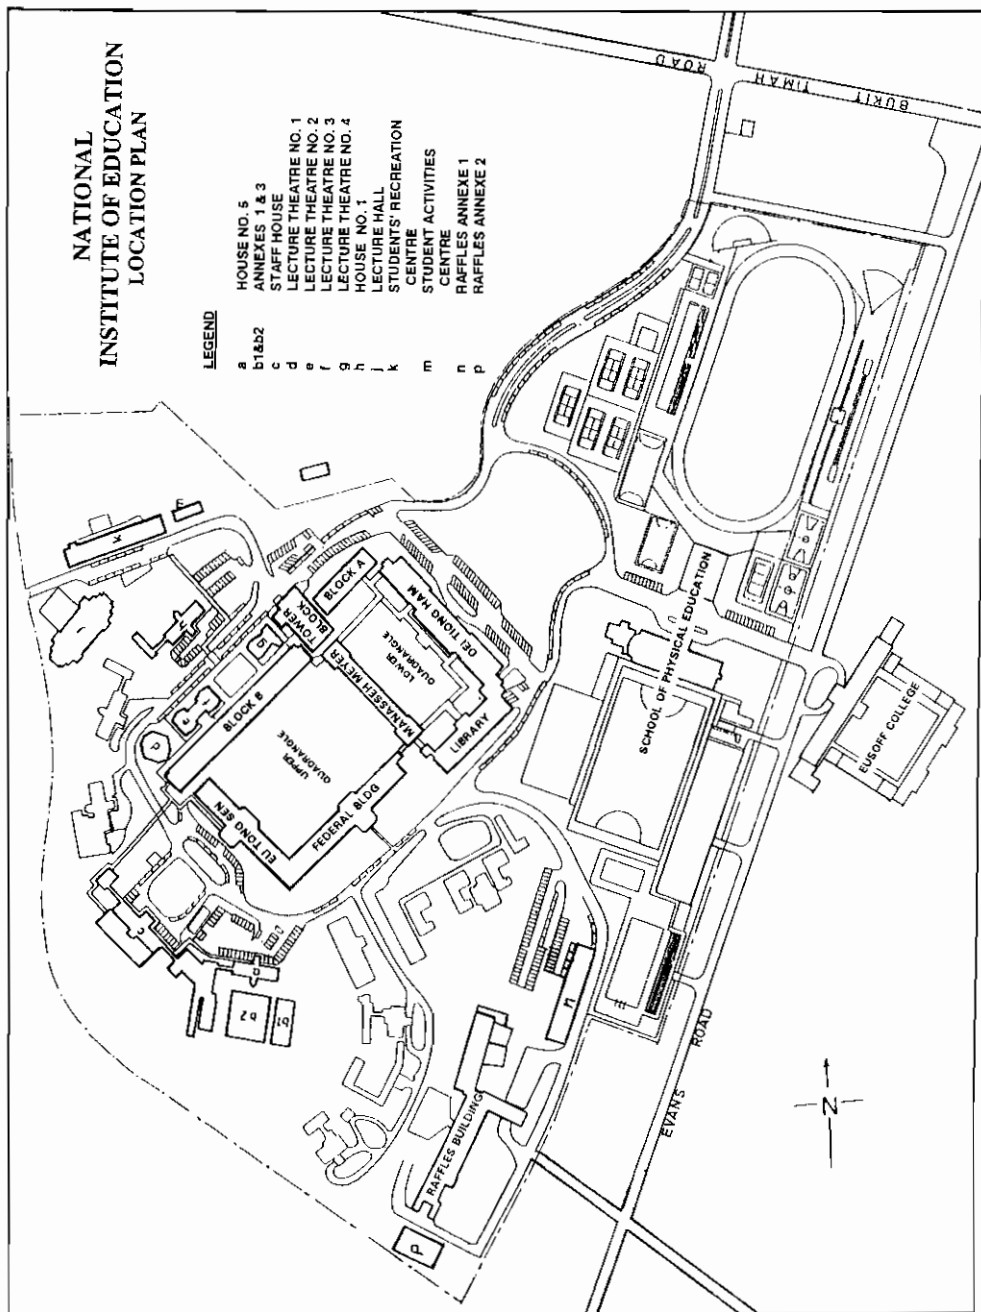 NATIONAL
INSTITUTE OF EDUCATION
LOCATION PLAN
LEGEND
a HOUSE NO. 5
b1&b2 ANNEXES 1 & 3
c STAFF HOUSE
d LECTURE THEATRE NO. 1
e LECTURE THEATRE NO. 2
f LECTURE THEATRE NO. 3
g LECTURE THEATRE NO. 4
h HOUSE NO. 1
j LECTURE HALL
k STUDENTS' RECREATION
CENTRE
m STUDENT ACTIVITIES
CENTRE
n RAFFLES ANNEXE 1
p RAFFLES ANNEXE 2
BUKIT TIMAH ROAD
k
m
h
g
BLOCK A
TOWER
BLOCK
BLOCK B
MANASSEH MEYER
LOWER
QUADRANGLE
OEI TIONG HAM
LIBRARY
UPPER
QUADRANGLE
EU TONG SEN
FEDERAL BLDG
c
a
b2
b1
SCHOOL OF PHYSICAL EDUCATION
EUSOFF COLLEGE
n
RAFFLES BUILDING
p
EVANS ROAD
N